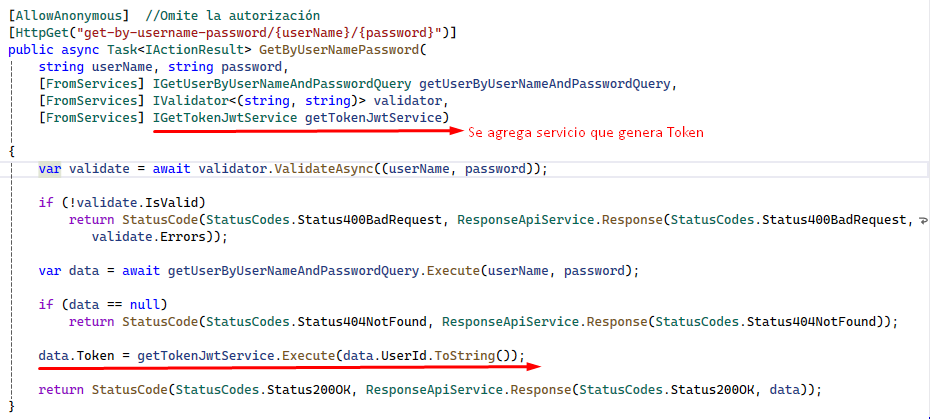 [AllowAnonymous]  //Omite la autorización
[HttpGet("get-by-username-password/{userName}/{password}")]
public async Task<IActionResult> GetByUserNamePassword(
    string userName, string password,
    [FromServices] IGetUserByUserNameAndPasswordQuery getUserByUserNameAndPasswordQuery,
    [FromServices] IValidator<(string, string)> validator,
    [FromServices] IGetTokenJwtService getTokenJwtService)
Se agrega servicio que genera Token
{
    var validate = await validator.ValidateAsync((userName, password));
    if (!validate.IsValid)
        return StatusCode(StatusCodes.Status400BadRequest, ResponseApiService.Response(StatusCodes.Status400BadRequest,
           validate.Errors));
    var data = await getUserByUserNameAndPasswordQuery.Execute(userName, password);
    if (data == null)
        return StatusCode(StatusCodes.Status404NotFound, ResponseApiService.Response(StatusCodes.Status404NotFound));
    data.Token = getTokenJwtService.Execute(data.UserId.ToString());
    return StatusCode(StatusCodes.Status200OK, ResponseApiService.Response(StatusCodes.Status200OK, data));
}